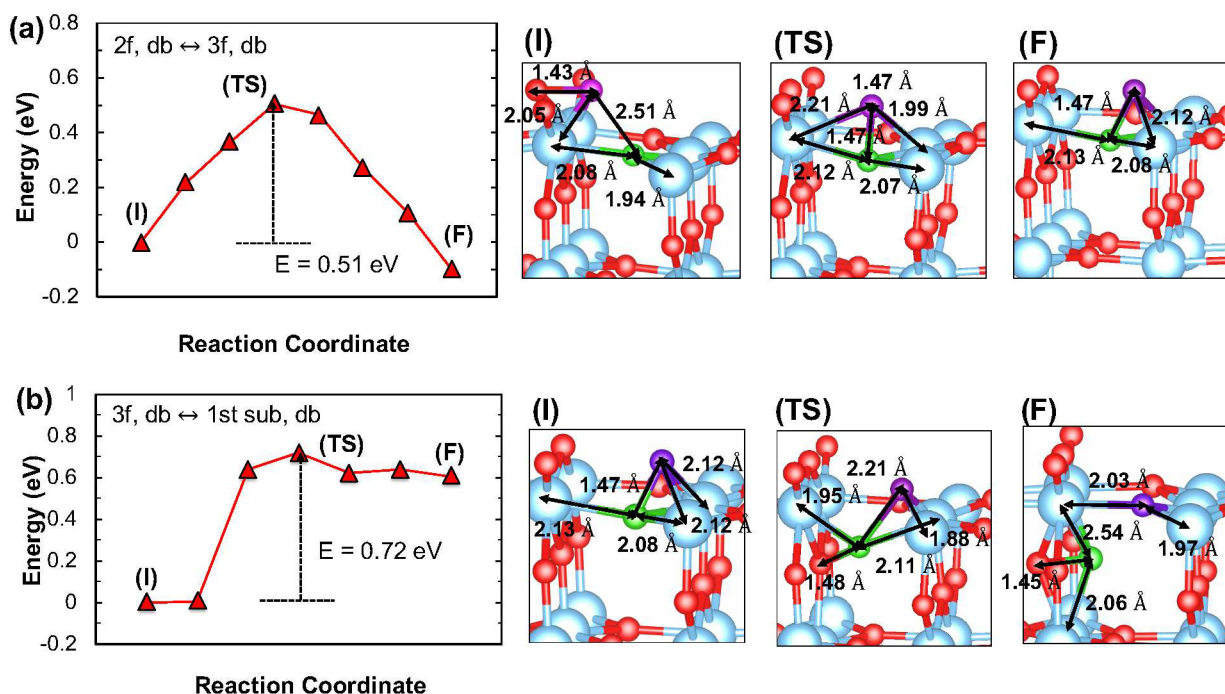 (a)
0.8
0.6
0.4
0.2
0
-0.2
Energy (eV)
2f, db ↔ 3f, db
(TS)
(I)
(F)
E = 0.51 eV
Reaction Coordinate
(I)
1.43 Å
2.05 Å
2.51 Å
2.08 Å
1.94 Å
(TS)
1.47 Å
2.21 Å
1.99 Å
1.47 Å
2.12 Å
2.07 Å
(F)
1.47 Å
2.12 Å
2.13 Å
2.08 Å
(b)
1
0.8
0.6
0.4
0.2
0
-0.2
Energy (eV)
3f, db ↔ 1st sub, db
(TS)
(F)
(I)
E = 0.72 eV
Reaction Coordinate
(I)
2.12 Å
1.47 Å
2.13 Å
2.12 Å
2.08 Å
(TS)
2.21 Å
1.95 Å
1.88 Å
2.11 Å
1.48 Å
(F)
2.03 Å
2.54 Å
1.97 Å
1.45 Å
2.06 Å